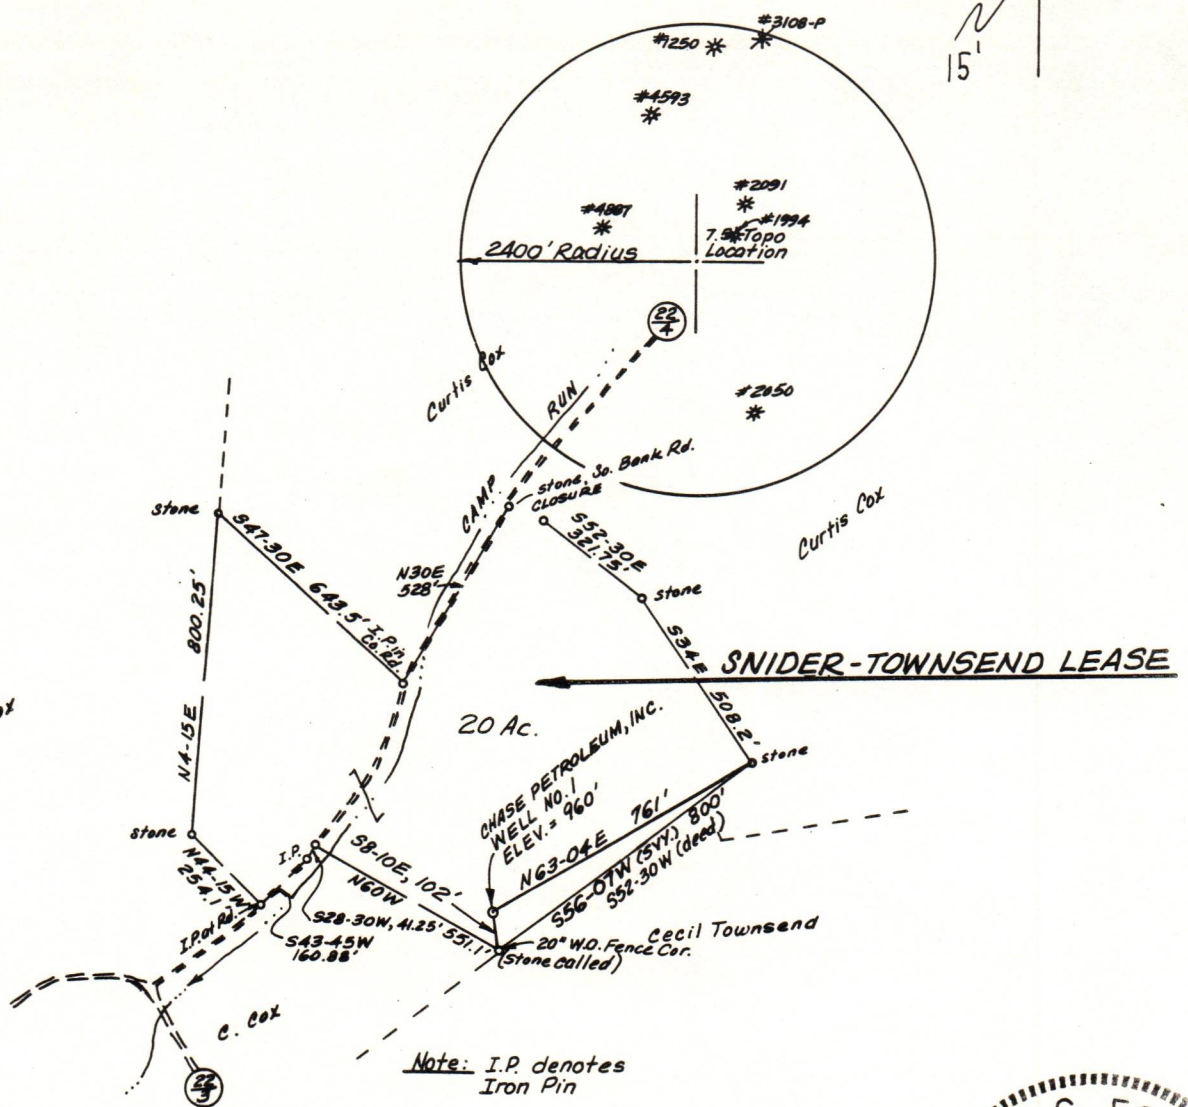 #3108-P
#1250
15'
#4593
#2091
#4887
#1994
7.5' Topo
Location
2400' Radius
22
4
Curtis Cox
#2050
RUN
CAMP
stone, So. Bank Rd.
CLOSURE
stone
S47-30E 643.5'
S52-30E
321.75'
Curtis Cox
N30E
528'
stone
800.25'
N4-15E
I.P. in
Co. Rd.
S34E 508.2'
SNIDER-TOWNSEND LEASE
20 Ac.
CHASE PETROLEUM, INC.
WELL NO. 1
ELEV. = 960'
stone
N63-04E 761'
S56-07W (svy.) 800'
S52-30W (deed)
stone
N44-15W
254.1'
I.P.
S8-10E, 102'
N60W 551.1'
S28-30W, 41.25'
I.P. at Rd.
S43-45W
160.88'
20" W.O. Fence Cor.
(Stone called)
Cecil Townsend
C. Cox
22
3
Note: I.P. denotes
Iron Pin